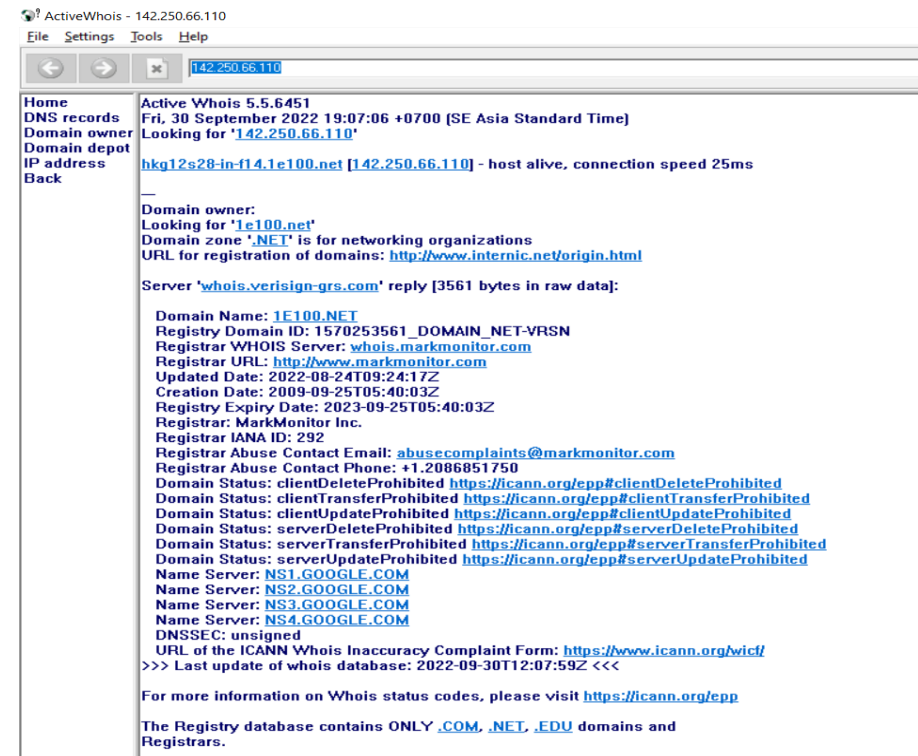 ActiveWhois - 142.250.66.110
File Settings Tools Help
142.250.66.110
Home
DNS records
Domain owner
Domain depot
IP address
Back
Active Whois 5.5.6451
Fri, 30 September 2022 19:07:06 +0700 (SE Asia Standard Time)
Looking for '142.250.66.110'
hkg12s28-in-f14.1e100.net [142.250.66.110] - host alive, connection speed 25ms
—
Domain owner:
Looking for '1e100.net'
Domain zone '.NET' is for networking organizations
URL for registration of domains: http://www.internic.net/origin.html
Server 'whois.verisign-grs.com' reply [3561 bytes in raw data]:
Domain Name: 1E100.NET
Registry Domain ID: 1570253561_DOMAIN_NET-VRSN
Registrar WHOIS Server: whois.markmonitor.com
Registrar URL: http://www.markmonitor.com
Updated Date: 2022-08-24T09:24:17Z
Creation Date: 2009-09-25T05:40:03Z
Registry Expiry Date: 2023-09-25T05:40:03Z
Registrar: MarkMonitor Inc.
Registrar IANA ID: 292
Registrar Abuse Contact Email: abusecomplaints@markmonitor.com
Registrar Abuse Contact Phone: +1.2086851750
Domain Status: clientDeleteProhibited https://icann.org/epp#clientDeleteProhibited
Domain Status: clientTransferProhibited https://icann.org/epp#clientTransferProhibited
Domain Status: clientUpdateProhibited https://icann.org/epp#clientUpdateProhibited
Domain Status: serverDeleteProhibited https://icann.org/epp#serverDeleteProhibited
Domain Status: serverTransferProhibited https://icann.org/epp#serverTransferProhibited
Domain Status: serverUpdateProhibited https://icann.org/epp#serverUpdateProhibited
Name Server: NS1.GOOGLE.COM
Name Server: NS2.GOOGLE.COM
Name Server: NS3.GOOGLE.COM
Name Server: NS4.GOOGLE.COM
DNSSEC: unsigned
URL of the ICANN Whois Inaccuracy Complaint Form: https://www.icann.org/wicf/
>>> Last update of whois database: 2022-09-30T12:07:59Z <<<
For more information on Whois status codes, please visit https://icann.org/epp
The Registry database contains ONLY .COM, .NET, .EDU domains and
Registrars.